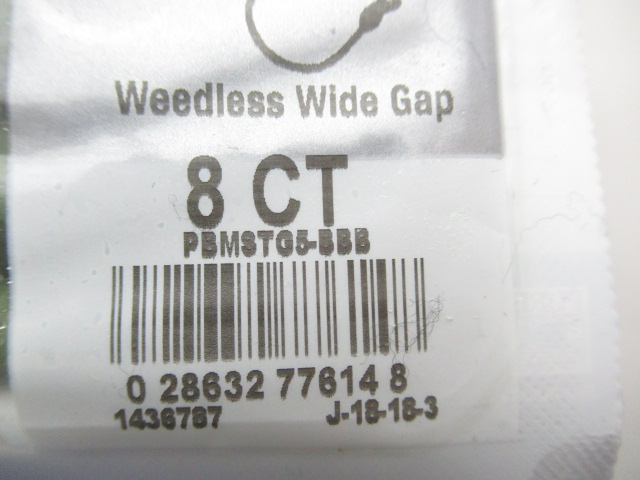 Weedless Wide Gap
8 CT
PBMSTG5-BBB
0 28632 77614 8
1436787 J-18-18-3